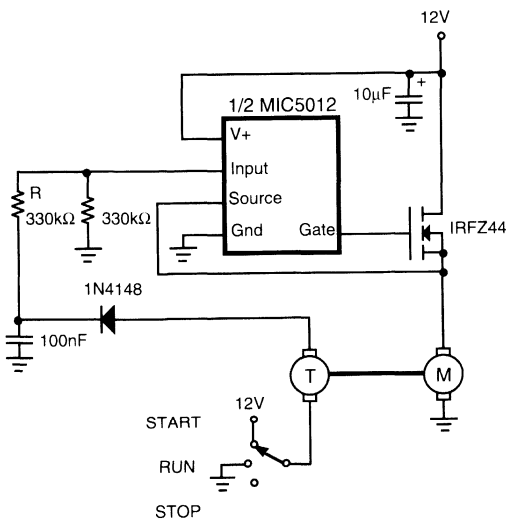 12V
10µF
+
1/2 MIC5012
V+
Input
Source
Gnd
Gate
R
330kΩ
330kΩ
IRFZ44
1N4148
100nF
T
M
12V
START
RUN
STOP